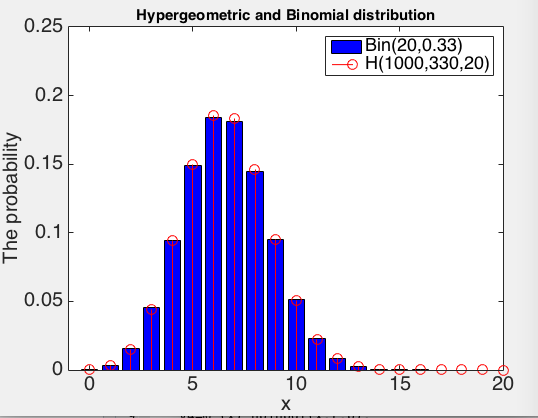 Hypergeometric and Binomial distribution
Bin(20,0.33)
H(1000,330,20)
The probability
0.25
0.2
0.15
0.1
0.05
0
0 5 10 15 20
x